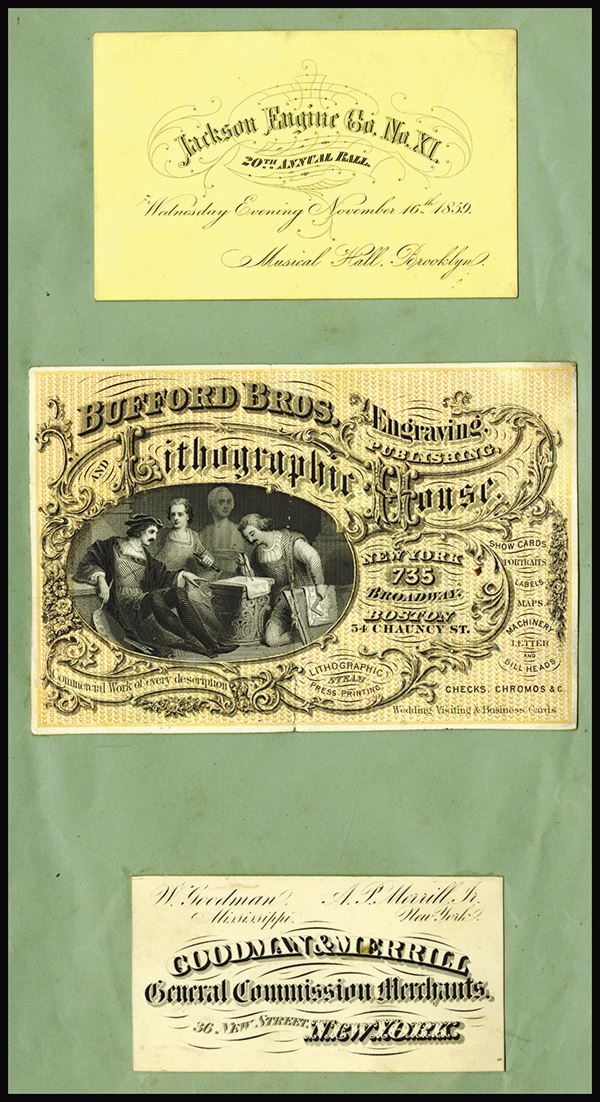 Jackson Engine Co. No. XI.
20TH ANNUAL BALL.
Wednesday Evening November 16th 1859.
Musical Hall, Brooklyn.
BUFFORD BROS.
Engraving,
PUBLISHING,
AND Lithographic House.
NEW YORK
735
BROADWAY.
BOSTON
34 CHAUNCY ST.
SHOW CARDS
PORTRAITS
LABELS
MAPS
MACHINERY
LETTER
AND
BILL HEADS
CHECKS, CHROMOS & C.
Wedding Visiting & Business Cards
LITHOGRAPHIC
STEAM
PRESS PRINTING
Commercial Work of every description
W. Goodman. A. P. Merrill, Jr.
Mississippi. New York.
GOODMAN & MERRILL
General Commission Merchants.
36 NEW STREET, NEW YORK.